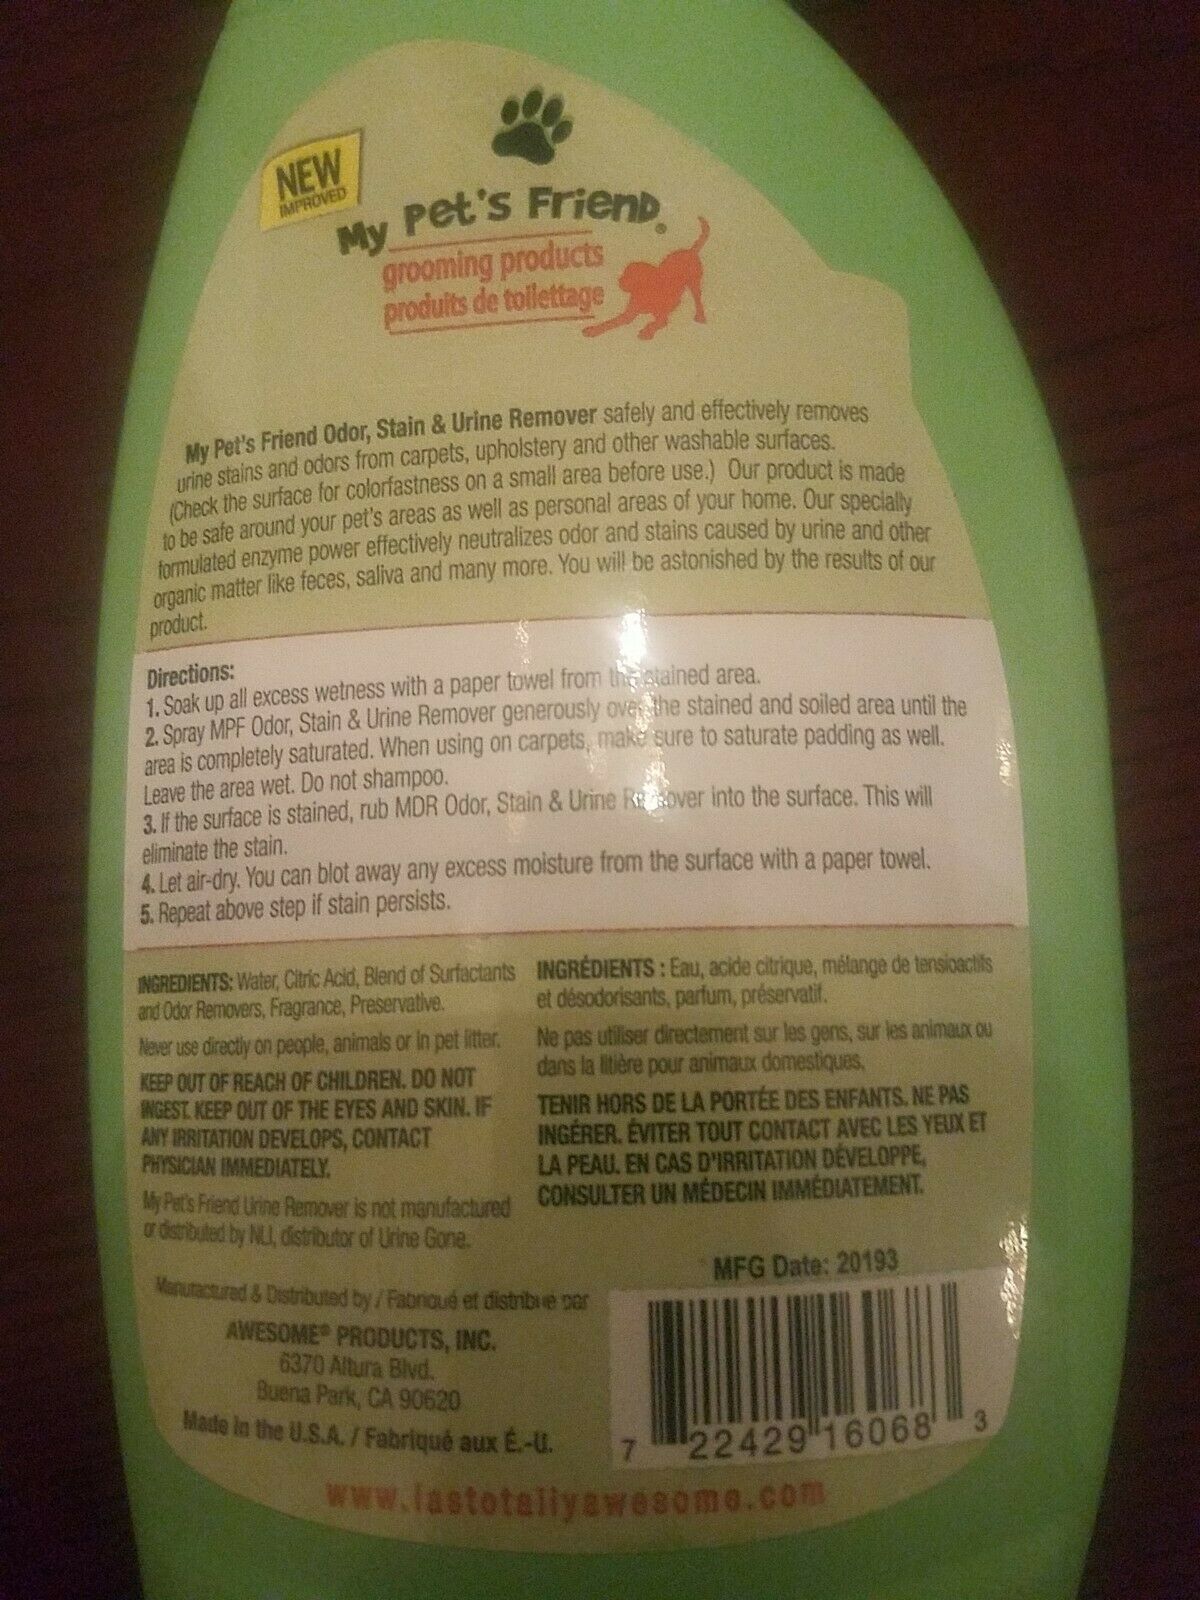 NEW
IMPROVED
My Pet's Friend®
grooming products
produits de toilettage
My Pet's Friend Odor, Stain & Urine Remover safely and effectively removes
urine stains and odors from carpets, upholstery and other washable surfaces.
(Check the surface for colorfastness on a small area before use.) Our product is made
to be safe around your pet's areas as well as personal areas of your home. Our specially
formulated enzyme power effectively neutralizes odor and stains caused by urine and other
organic matter like feces, saliva and many more. You will be astonished by the results of our
product.
Directions:
1. Soak up all excess wetness with a paper towel from the stained area.
2. Spray MPF Odor, Stain & Urine Remover generously over the stained and soiled area until the
area is completely saturated. When using on carpets, make sure to saturate padding as well.
Leave the area wet. Do not shampoo.
3. If the surface is stained, rub MDR Odor, Stain & Urine Remover into the surface. This will
eliminate the stain.
4. Let air-dry. You can blot away any excess moisture from the surface with a paper towel.
5. Repeat above step if stain persists.
INGREDIENTS: Water, Citric Acid, Blend of Surfactants
and Odor Removers, Fragrance, Preservative.
Never use directly on people, animals or in pet litter.
KEEP OUT OF REACH OF CHILDREN. DO NOT
INGEST. KEEP OUT OF THE EYES AND SKIN. IF
ANY IRRITATION DEVELOPS, CONTACT
PHYSICIAN IMMEDIATELY.
My Pet's Friend Urine Remover is not manufactured
or distributed by NLI, distributor of Urine Gone.
INGRÉDIENTS : Eau, acide citrique, mélange de tensioactifs
et désodorisants, parfum, préservatif.
Ne pas utiliser directement sur les gens, sur les animaux ou
dans la litière pour animaux domestiques,
TENIR HORS DE LA PORTÉE DES ENFANTS. NE PAS
INGÉRER. ÉVITER TOUT CONTACT AVEC LES YEUX ET
LA PEAU. EN CAS D'IRRITATION DÉVELOPPE,
CONSULTER UN MÉDECIN IMMÉDIATEMENT.
Manufactured & Distributed by / Fabriqué et distribué par
AWESOME® PRODUCTS, INC.
6370 Altura Blvd.
Buena Park, CA 90620
Made in the U.S.A. / Fabriqué aux É.-U.
MFG Date: 20193
7 22429 16068 3
www.lastotallyawesome.com